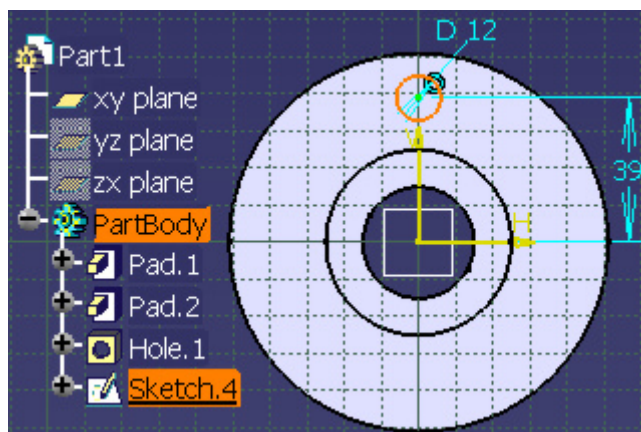 Part1
xy plane
yz plane
zx plane
PartBody
Pad.1
Pad.2
Hole.1
Sketch.4
D 12
39
V
H